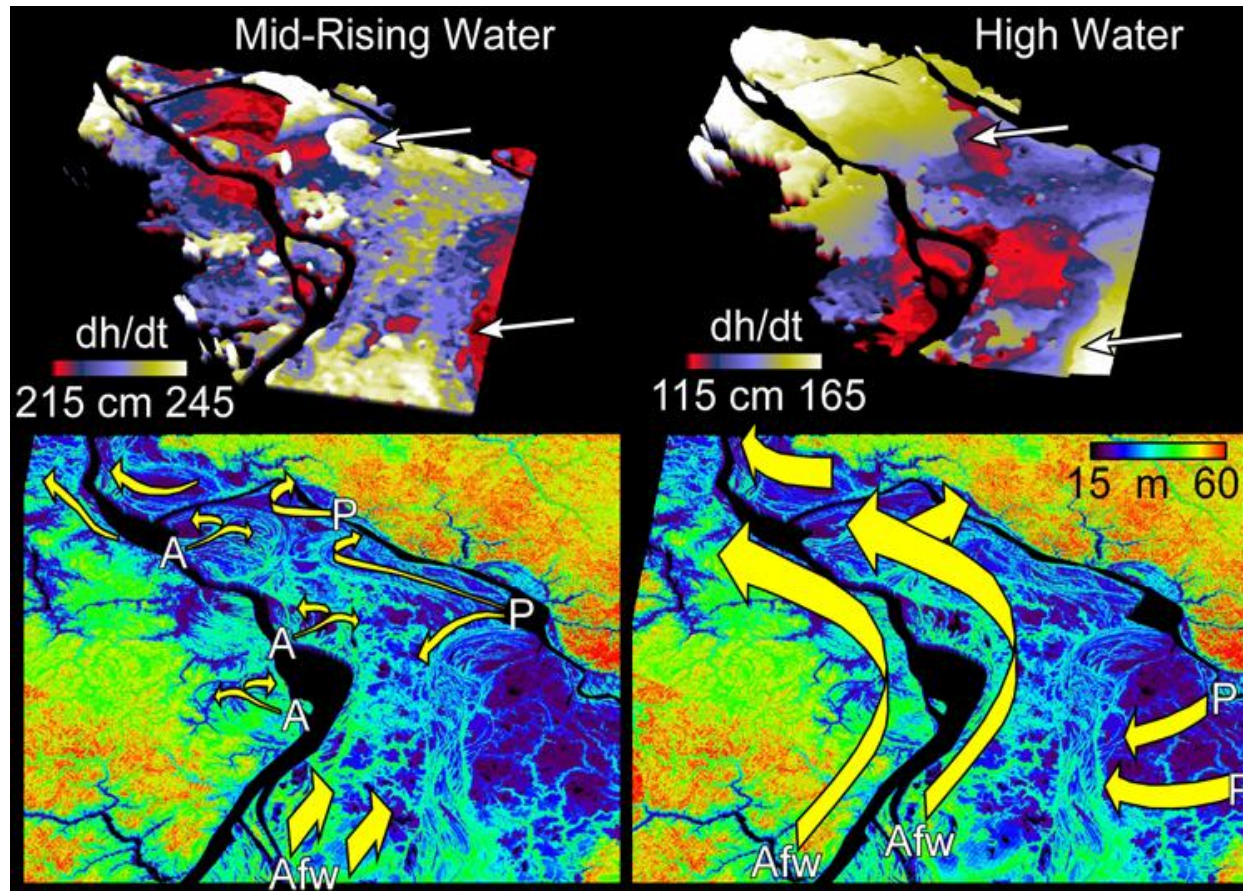 Mid-Rising Water
High Water
dh/dt
215 cm 245
dh/dt
115 cm 165
15 m 60
P
A
P
A
A
Afw
P
P
Afw
Afw